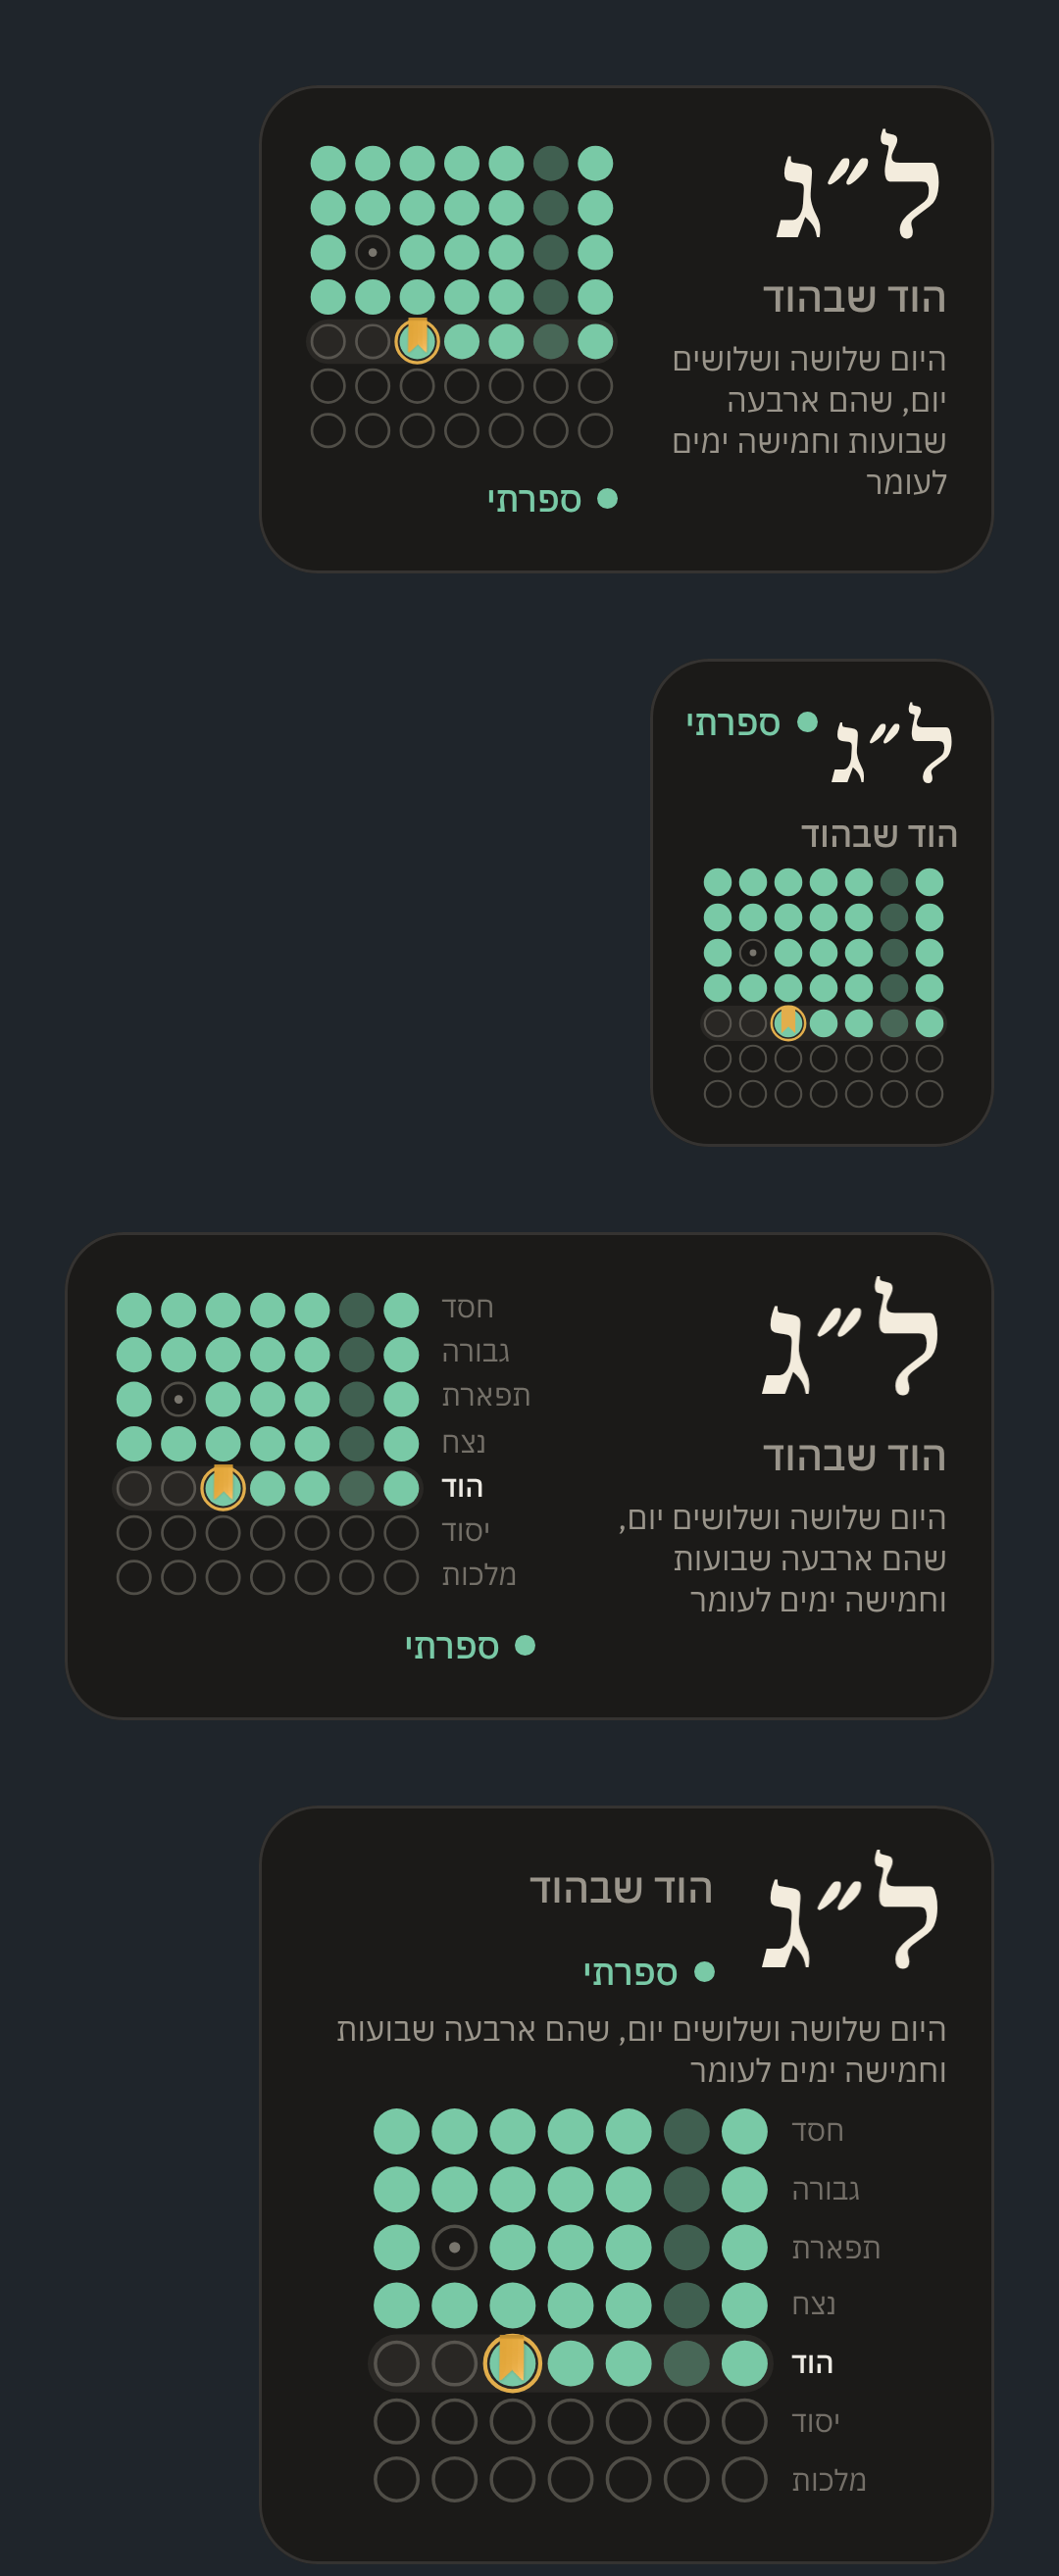 ל״ג
הוד שבהוד
היום שלושה ושלושים
יום, שהם ארבעה
שבועות וחמישה ימים
לעומר
ספרתי
ל״ג
ספרתי
הוד שבהוד
ל״ג
הוד שבהוד
היום שלושה ושלושים יום,
שהם ארבעה שבועות
וחמישה ימים לעומר
חסד
גבורה
תפארת
נצח
הוד
יסוד
מלכות
ספרתי
ל״ג
הוד שבהוד
ספרתי
היום שלושה ושלושים יום, שהם ארבעה שבועות
וחמישה ימים לעומר
חסד
גבורה
תפארת
נצח
הוד
יסוד
מלכות